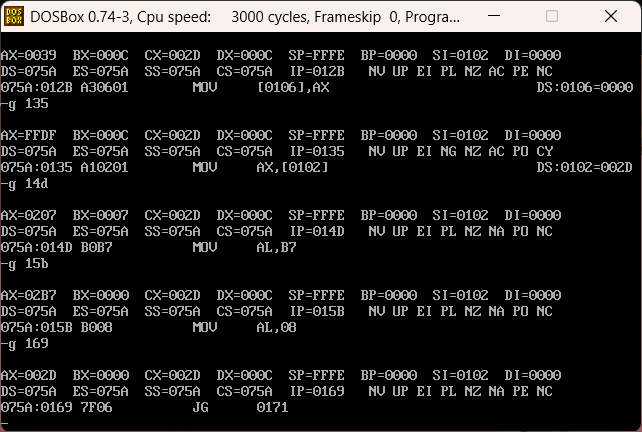 DOSBox 0.74-3, Cpu speed: 3000 cycles, Frameskip 0, Progra...
AX=0039 BX=000C CX=002D DX=000C SP=FFFE BP=0000 SI=0102 DI=0000
DS=075A ES=075A SS=075A CS=075A IP=012B NV UP EI PL NZ AC PE NC
075A:012B A30601 MOV [0106],AX DS:0106=0000
-g 135
AX=FFDF BX=000C CX=002D DX=000C SP=FFFE BP=0000 SI=0102 DI=0000
DS=075A ES=075A SS=075A CS=075A IP=0135 NV UP EI NG NZ AC PO CY
075A:0135 A10201 MOV AX,[0102] DS:0102=002D
-g 14d
AX=0207 BX=0007 CX=002D DX=000C SP=FFFE BP=0000 SI=0102 DI=0000
DS=075A ES=075A SS=075A CS=075A IP=014D NV UP EI PL NZ NA PO NC
075A:014D B0B7 MOV AL,B7
-g 15b
AX=02B7 BX=0000 CX=002D DX=000C SP=FFFE BP=0000 SI=0102 DI=0000
DS=075A ES=075A SS=075A CS=075A IP=015B NV UP EI PL NZ NA PO NC
075A:015B B008 MOV AL,08
-g 169
AX=002D BX=0000 CX=002D DX=000C SP=FFFE BP=0000 SI=0102 DI=0000
DS=075A ES=075A SS=075A CS=075A IP=0169 NV UP EI PL NZ NA PE NC
075A:0169 7F06 JG 0171
-